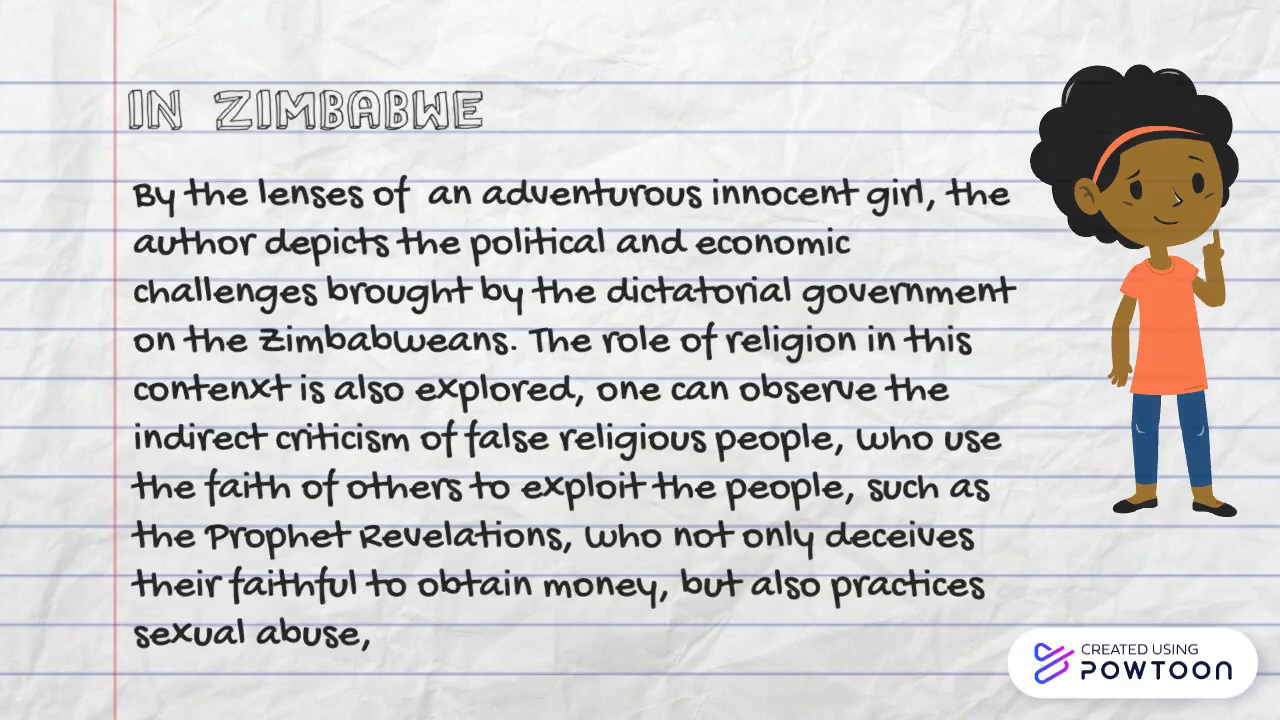 IN ZIMBABWE
By the lenses of an adventurous innocent girl, the
author depicts the political and economic
challenges brought by the dictatorial government
on the Zimbabweans. The role of religion in this
contenxt is also explored, one can observe the
indirect criticism of false religious people, who use
the faith of others to exploit the people, such as
the Prophet Revelations, who not only deceives
their faithful to obtain money, but also practices
sexual abuse,
CREATED USING
POWTOON